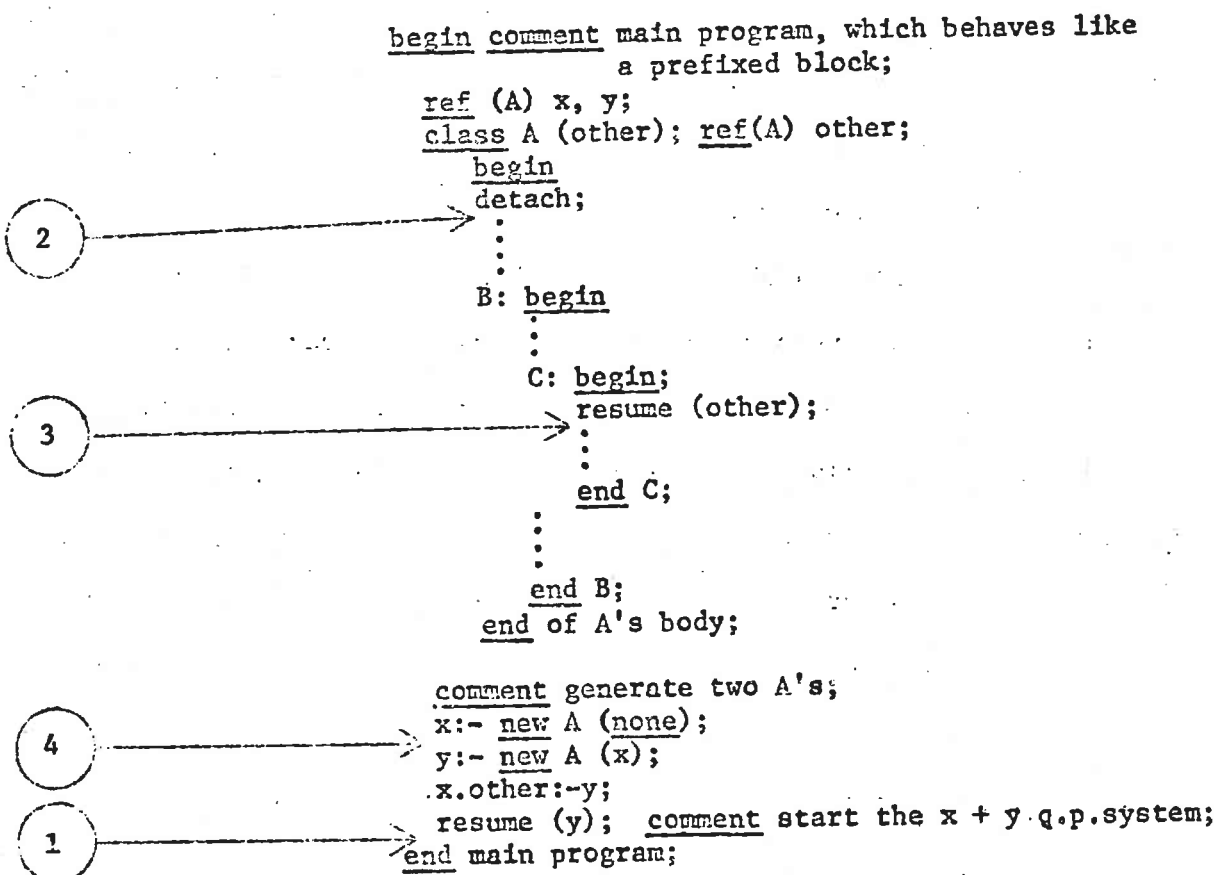 begin comment main program, which behaves like
a prefixed block;
ref (A) x, y;
class A (other); ref(A) other;
begin
detach;
2
B: begin
C: begin;
resume (other);
3
end C;
end B;
end of A's body;
comment generate two A's;
x:- new A (none);
4
y:- new A (x);
x.other:-y;
resume (y); comment start the x + y q.p.system;
1
end main program;